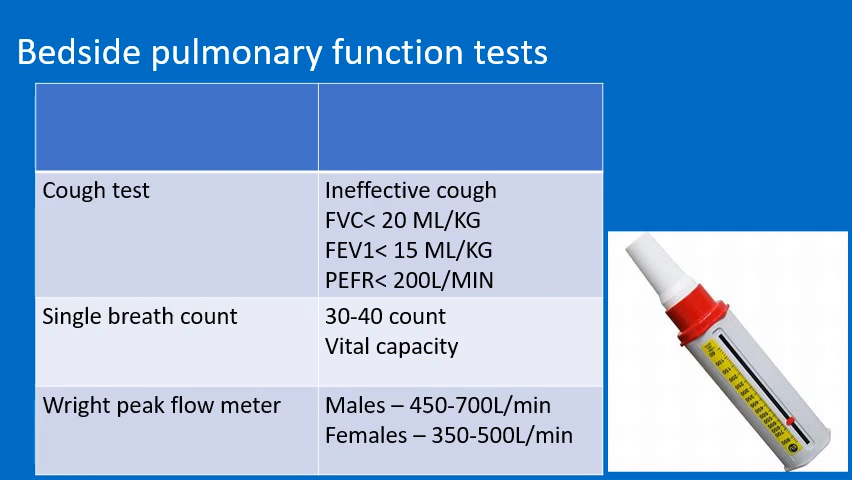 Bedside pulmonary function tests
Cough test
Ineffective cough
FVC< 20 ML/KG
FEV1< 15 ML/KG
PEFR< 200L/MIN
Single breath count
30-40 count
Vital capacity
Wright peak flow meter
Males – 450-700L/min
Females – 350-500L/min